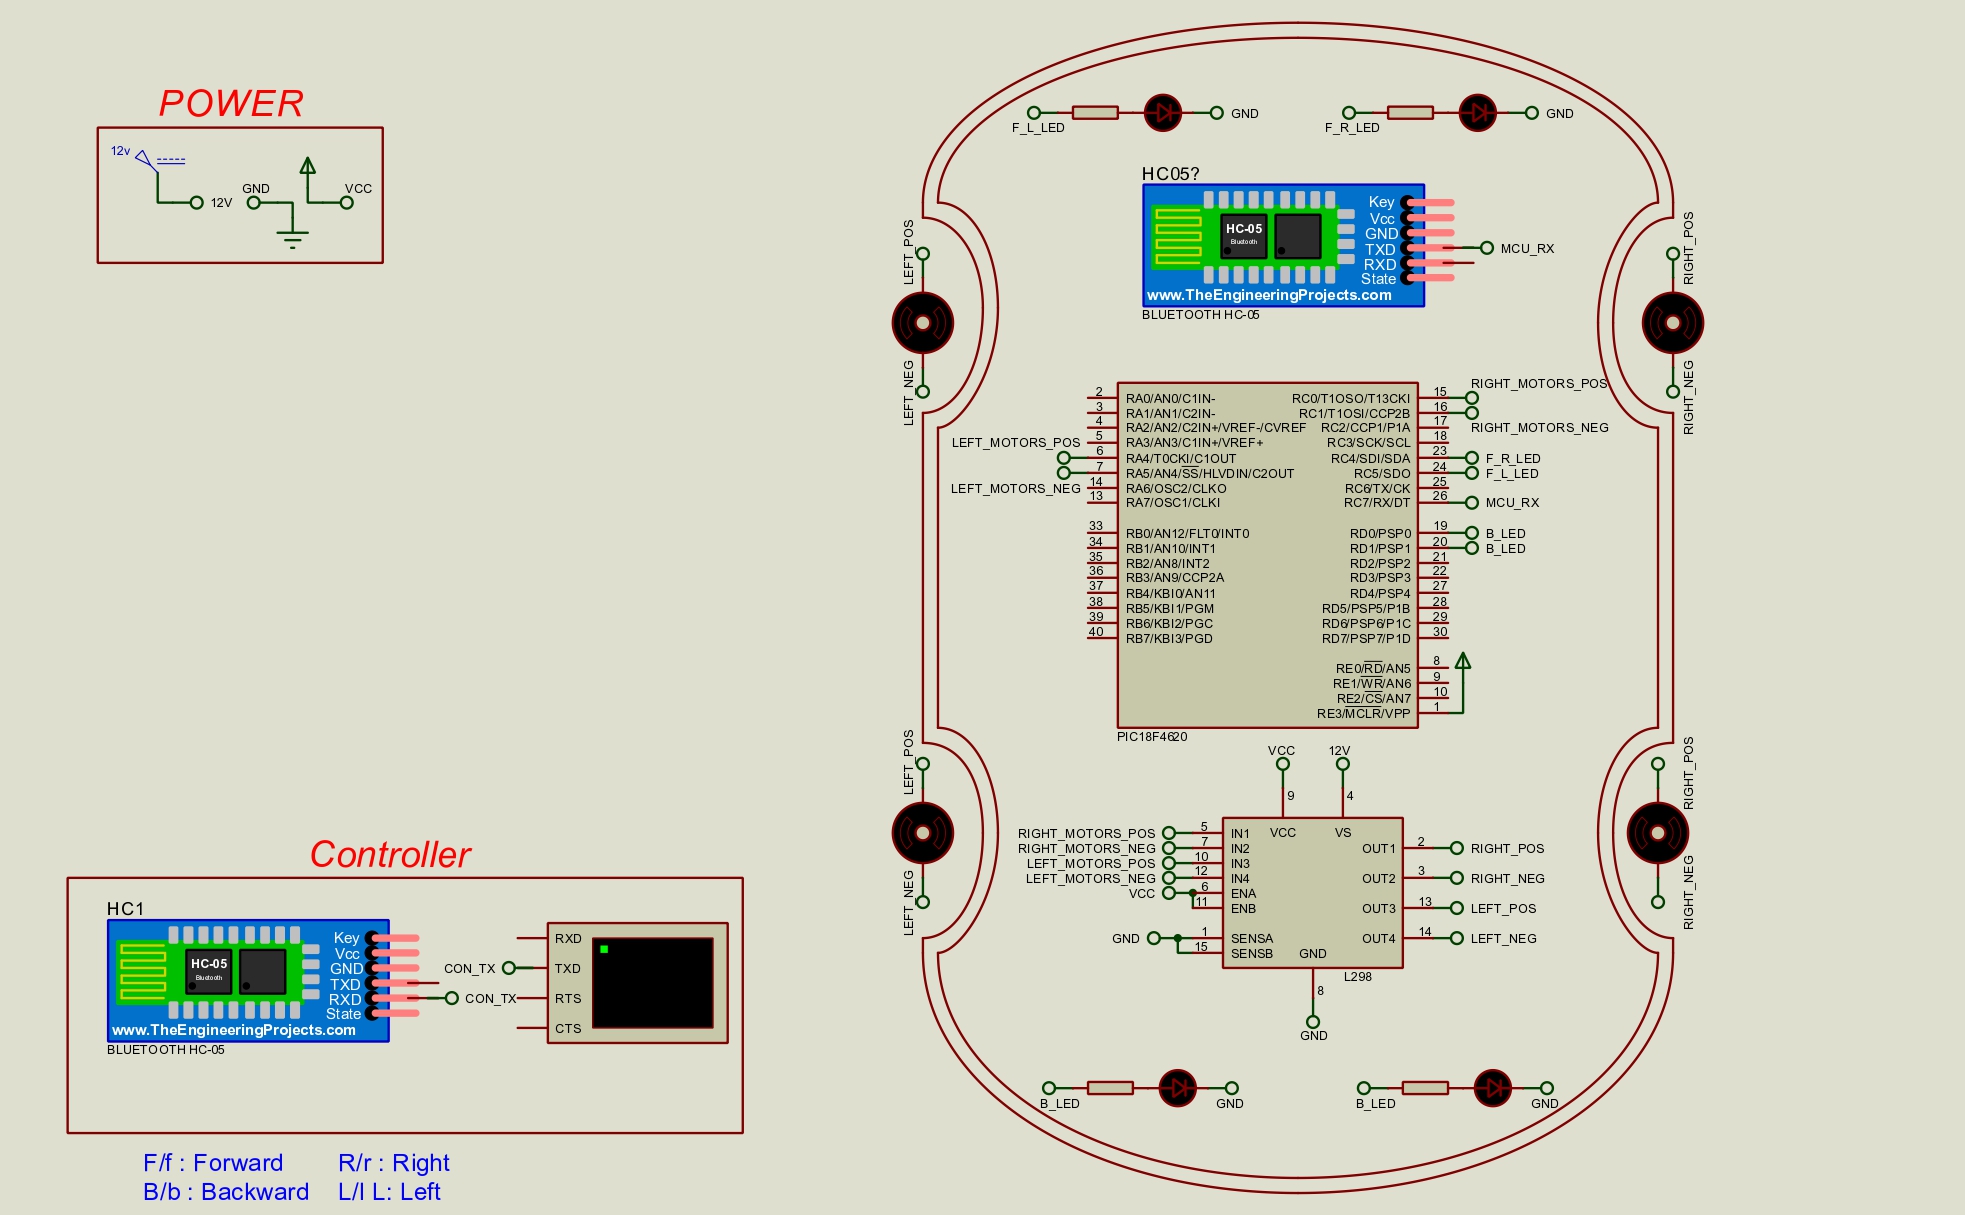 POWER
12v
12V
GND
VCC
F_L_LED
GND
F_R_LED
GND
HC05?
HC-05
Bluetooth
Key
Vcc
GND
TXD
RXD
State
www.TheEngineeringProjects.com
BLUETOOTH HC-05
MCU_RX
LEFT_POS
LEFT_NEG
RIGHT_POS
RIGHT_NEG
2 RA0/AN0/C1IN-
3 RA1/AN1/C2IN-
4 RA2/AN2/C2IN+/VREF-/CVREF
5 RA3/AN3/C1IN+/VREF+
LEFT_MOTORS_POS
6 RA4/T0CKI/C1OUT
7 RA5/AN4/SS/HLVDIN/C2OUT
LEFT_MOTORS_NEG
14 RA6/OSC2/CLKO
13 RA7/OSC1/CLKI
33 RB0/AN12/FLT0/INT0
34 RB1/AN10/INT1
35 RB2/AN8/INT2
36 RB3/AN9/CCP2A
37 RB4/KBI0/AN11
38 RB5/KBI1/PGM
39 RB6/KBI2/PGC
40 RB7/KBI3/PGD
RIGHT_MOTORS_POS
RC0/T1OSO/T13CKI 15
RC1/T1OSI/CCP2B 16
RC2/CCP1/P1A 17
RIGHT_MOTORS_NEG
RC3/SCK/SCL 18
RC4/SDI/SDA 23 F_R_LED
RC5/SDO 24 F_L_LED
RC6/TX/CK 25
RC7/RX/DT 26 MCU_RX
RD0/PSP0 19 B_LED
RD1/PSP1 20 B_LED
RD2/PSP2 21
RD3/PSP3 22
RD4/PSP4 27
RD5/PSP5/P1B 28
RD6/PSP6/P1C 29
RD7/PSP7/P1D 30
RE0/RD/AN5 8
RE1/WR/AN6 9
RE2/CS/AN7 10
RE3/MCLR/VPP 1
PIC18F4620
LEFT_POS
LEFT_NEG
RIGHT_POS
RIGHT_NEG
VCC 12V
9 4
VCC VS
RIGHT_MOTORS_POS 5 IN1
RIGHT_MOTORS_NEG 7 IN2
LEFT_MOTORS_POS 10 IN3
LEFT_MOTORS_NEG 12 IN4
VCC 6 ENA
11 ENB
GND 1 SENSA
15 SENSB
OUT1 2 RIGHT_POS
OUT2 3 RIGHT_NEG
OUT3 13 LEFT_POS
OUT4 14 LEFT_NEG
GND
L298
8
GND
B_LED
GND
B_LED
GND
Controller
HC1
HC-05
Bluetooth
Key
Vcc
GND
TXD
RXD
State
www.TheEngineeringProjects.com
BLUETOOTH HC-05
CON_TX
CON_TX
RXD
TXD
RTS
CTS
F/f : Forward R/r : Right
B/b : Backward L/l L: Left